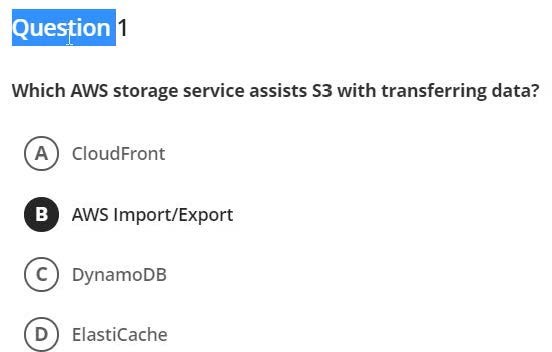 Question 1
Which AWS storage service assists S3 with transferring data?
A CloudFront
B AWS Import/Export
C DynamoDB
D ElastiCache